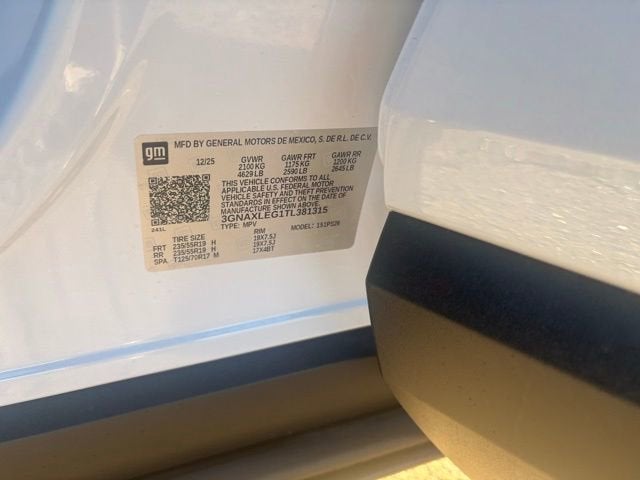 gm
MFD BY GENERAL MOTORS DE MEXICO, S. DE R.L. DE C.V.
12/25 GVWR GAWR FRT GAWR RR
2100 KG 1175 KG 1200 KG
4629 LB 2590 LB 2645 LB
THIS VEHICLE CONFORMS TO ALL
APPLICABLE U.S. FEDERAL MOTOR
VEHICLE SAFETY AND THEFT PREVENTION
STANDARDS IN EFFECT ON THE DATE OF
MANUFACTURE SHOWN ABOVE.
3GNAXLEG1TL381315
241L
TYPE: MPV MODEL: 1S1PS26
TIRE SIZE RIM
FRT 235/55R19 H 19X7.5J
RR 235/55R19 H 19X7.5J
SPA T125/70R17 M 17X4BT